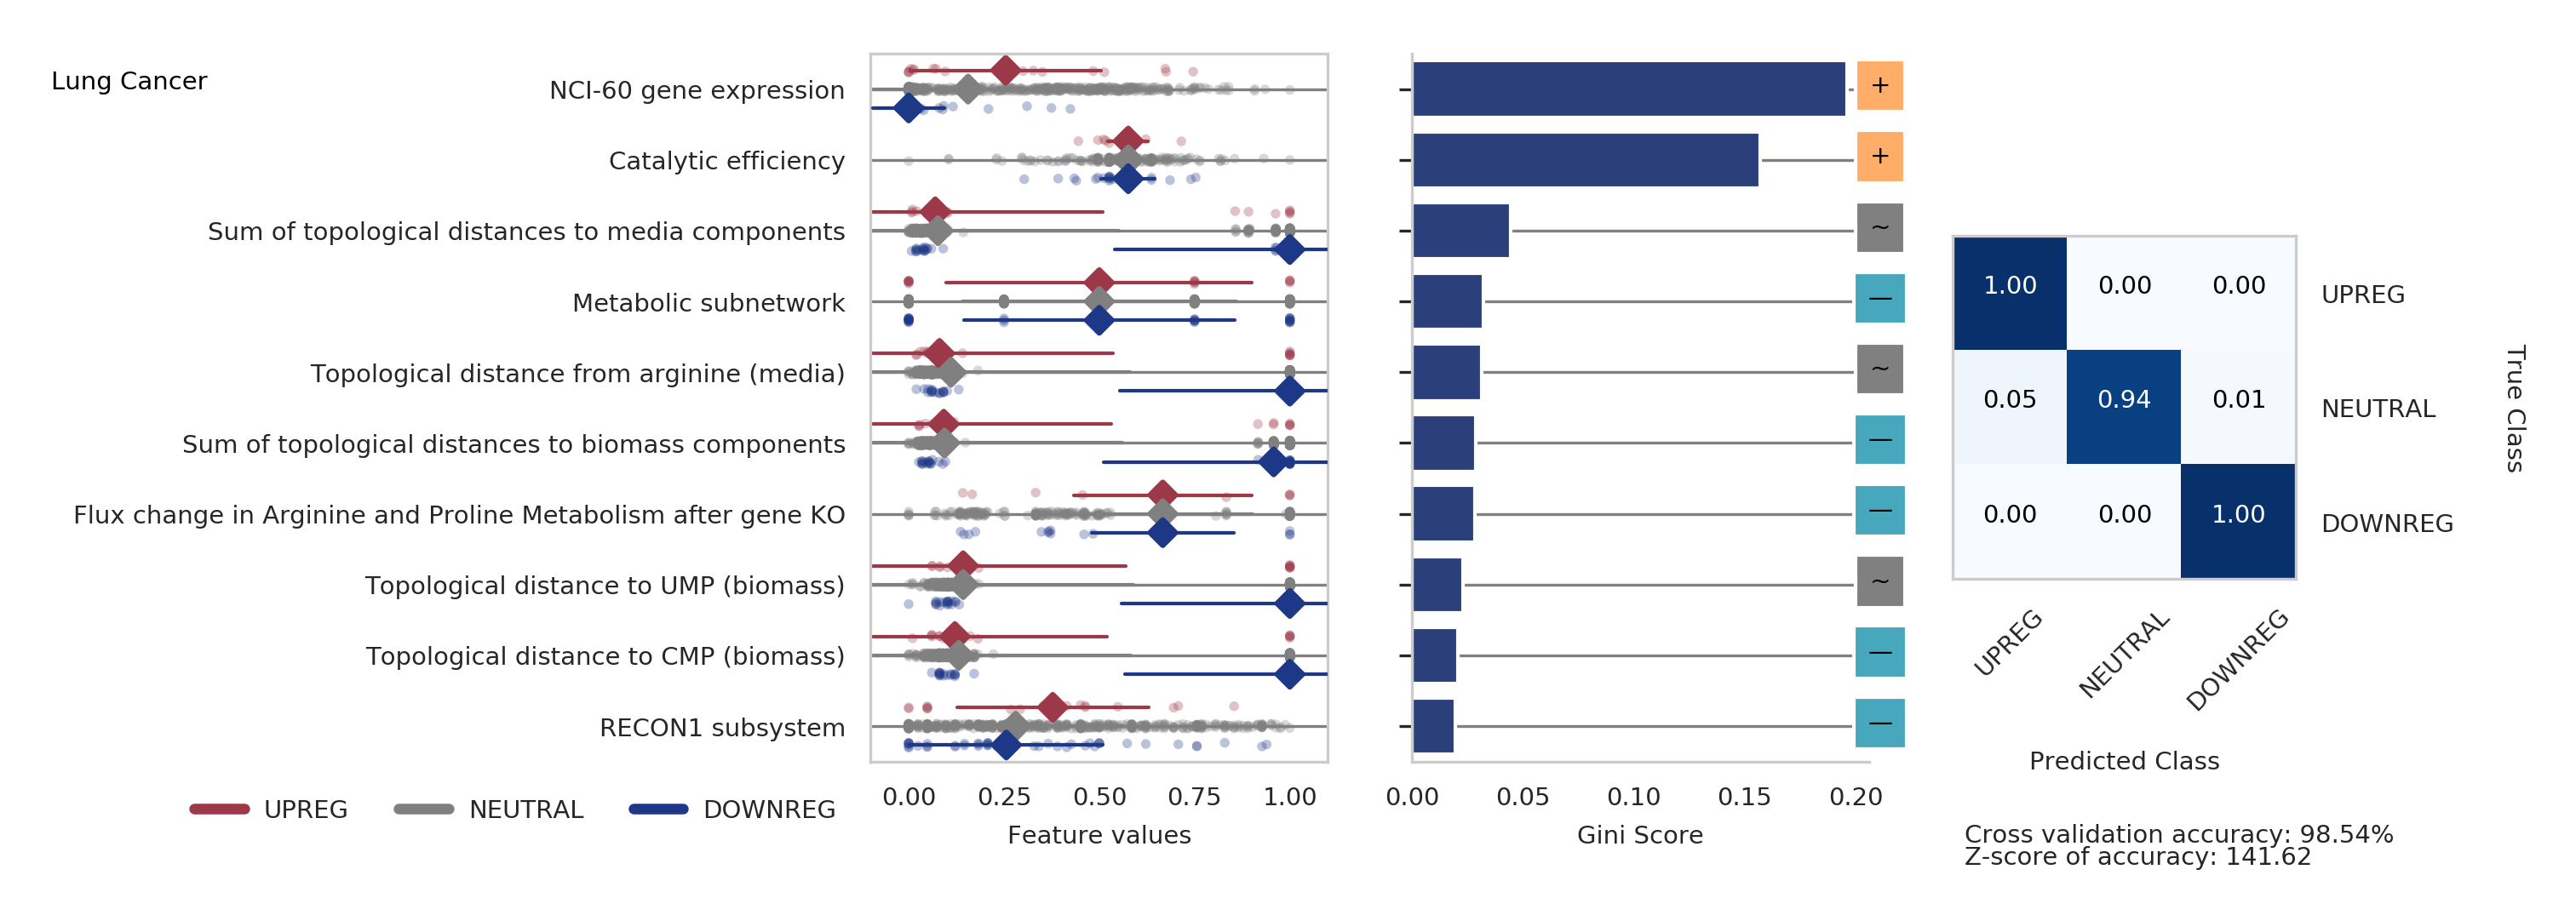 Lung Cancer
NCI-60 gene expression
Catalytic efficiency
Sum of topological distances to media components
Metabolic subnetwork
Topological distance from arginine (media)
Sum of topological distances to biomass components
Flux change in Arginine and Proline Metabolism after gene KO
Topological distance to UMP (biomass)
Topological distance to CMP (biomass)
RECON1 subsystem
UPREG NEUTRAL DOWNREG
0.00 0.25 0.50 0.75 1.00
Feature values
+
+
~
—
~
—
—
~
—
—
0.00 0.05 0.10 0.15 0.20
Gini Score
1.00 0.00 0.00 UPREG
0.05 0.94 0.01 NEUTRAL
0.00 0.00 1.00 DOWNREG
True Class
UPREG NEUTRAL DOWNREG
Predicted Class
Cross validation accuracy: 98.54%
Z-score of accuracy: 141.62